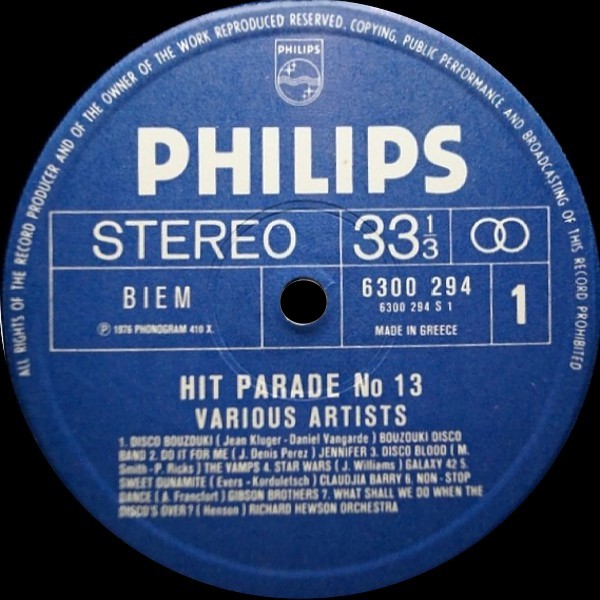 ALL RIGHTS OF THE RECORD PRODUCER AND OF THE OWNER OF THE WORK REPRODUCED RESERVED. COPYING, PUBLIC PERFORMANCE AND BROADCASTING OF THIS RECORD PROHIBITED
PHILIPS
PHILIPS
STEREO 33 1/3
BIEM 6300 294 1
6300 294 S 1
℗ 1976 PHONOGRAM 410 X. MADE IN GREECE
HIT PARADE No 13
VARIOUS ARTISTS
1. DISCO BOUZOUKI ( Jean Kluger - Daniel Vangarde ) BOUZOUKI DISCO
BAND 2. DO IT FOR ME ( J. Denis Perez ) JENNIFER 3. DISCO BLOOD ( M.
Smith - P. Ricks ) THE VAMPS 4. STAR WARS ( J. Williams ) GALAXY 42 5.
SWEET DUNAMITE ( Evers - Kordoletsch ) CLAUDJIA BARRY 6. NON - STOP
DANCE ( A. Francfort ) GIBSON BROTHERS 7. WHAT SHALL WE DO WHEN THE
DISCO'S OVER? ( Henson ) RICHARD HEWSON ORCHESTRA